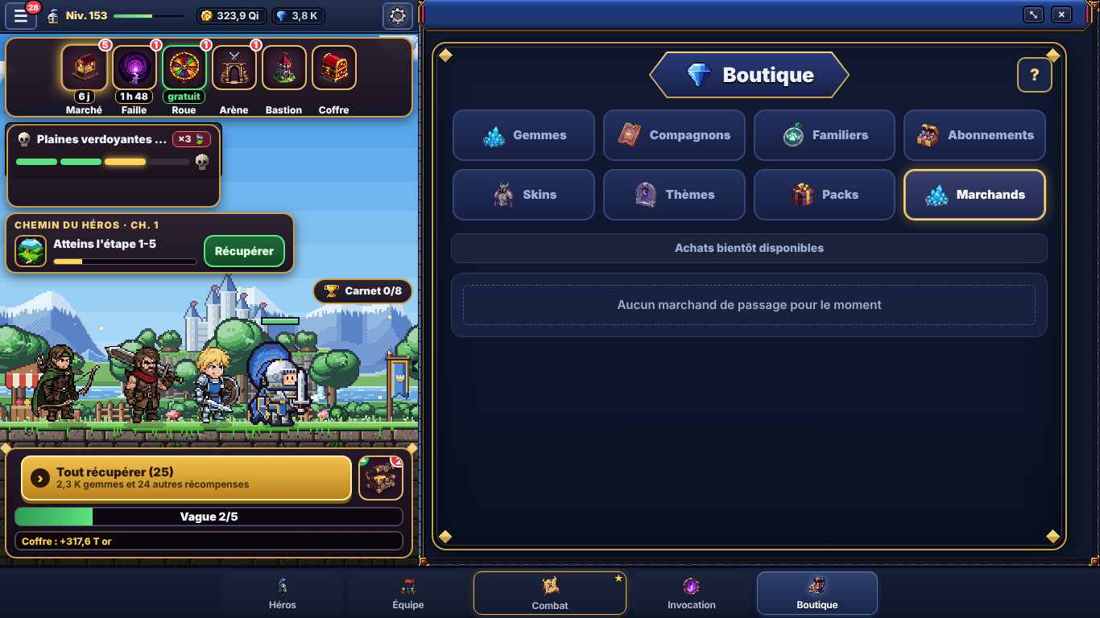 28
Niv. 153
323,9 Qi
3,8 K
5
6 j
Marché
1
1 h 48
Faille
1
gratuit
Roue
1
Arène
Bastion
Coffre
Plaines verdoyantes ...
×3
CHEMIN DU HÉROS · CH. 1
Atteins l'étape 1-5
Récupérer
Carnet 0/8
Tout récupérer (25)
2,3 K gemmes et 24 autres récompenses
Vague 2/5
Coffre : +317,6 T or
Boutique
?
Gemmes
Compagnons
Familiers
Abonnements
Skins
Thèmes
Packs
Marchands
Achats bientôt disponibles
Aucun marchand de passage pour le moment
Héros
Équipe
Combat
Invocation
Boutique